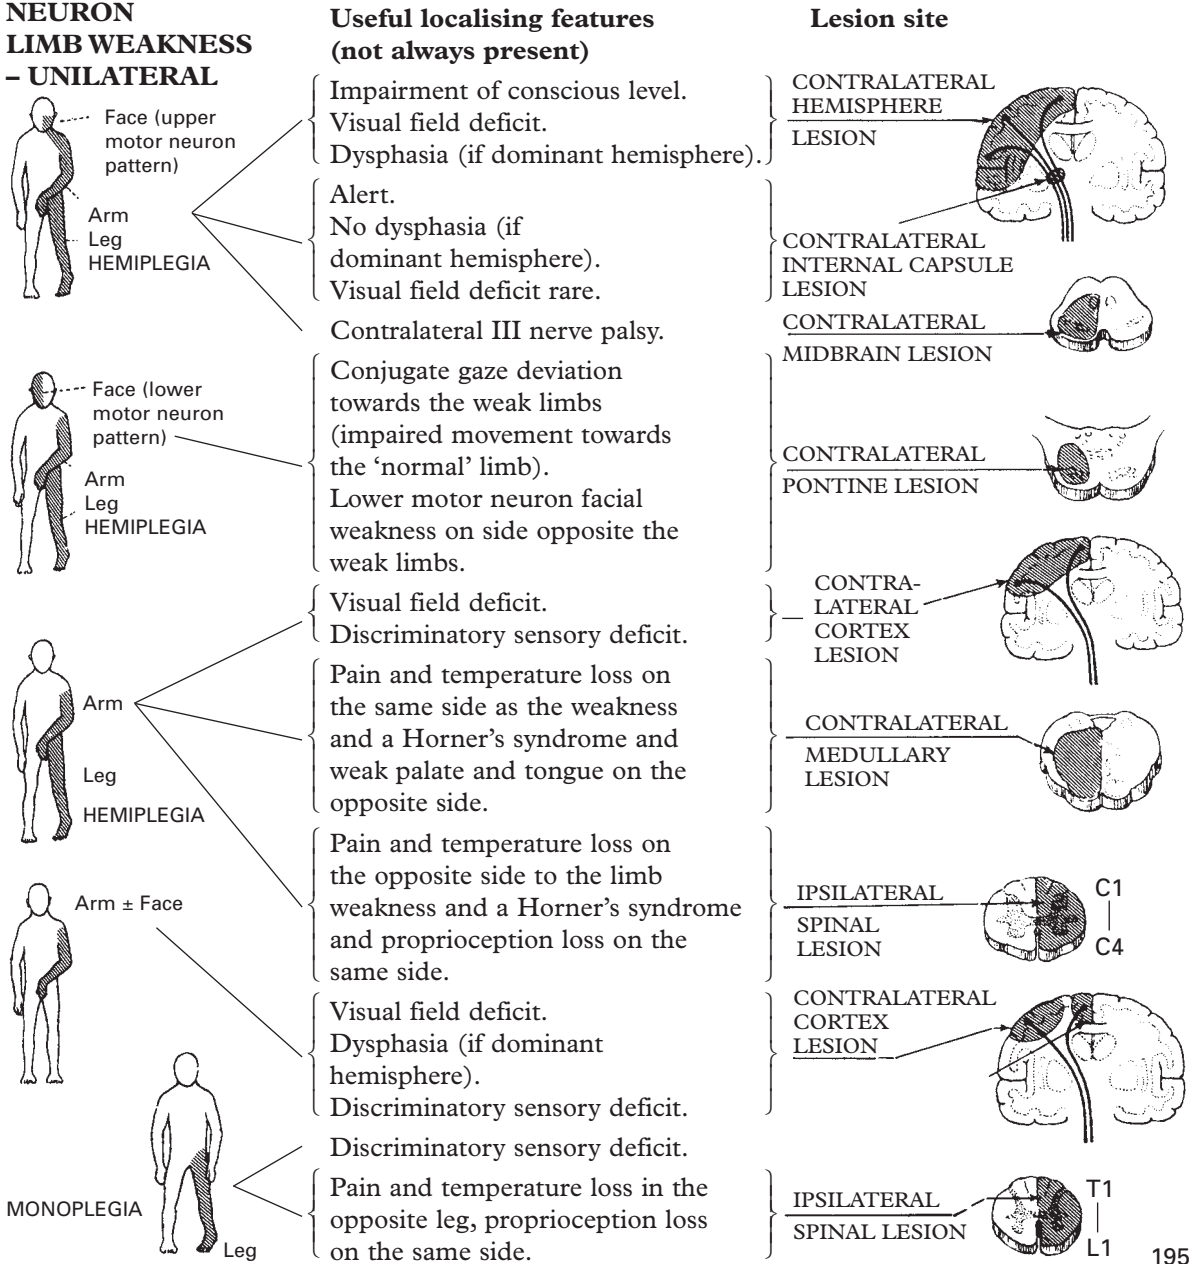 NEURON
LIMB WEAKNESS
– UNILATERAL
Useful localising features
(not always present)
Lesion site
Face (upper
motor neuron
pattern)
Arm
Leg
HEMIPLEGIA
Impairment of conscious level.
Visual field deficit.
Dysphasia (if dominant hemisphere).
CONTRALATERAL
HEMISPHERE
LESION
Alert.
No dysphasia (if
dominant hemisphere).
Visual field deficit rare.
CONTRALATERAL
INTERNAL CAPSULE
LESION
Contralateral III nerve palsy.
CONTRALATERAL
MIDBRAIN LESION
Face (lower
motor neuron
pattern)
Arm
Leg
HEMIPLEGIA
Conjugate gaze deviation
towards the weak limbs
(impaired movement towards
the ‘normal’ limb).
Lower motor neuron facial
weakness on side opposite the
weak limbs.
CONTRALATERAL
PONTINE LESION
Arm
Leg
HEMIPLEGIA
Visual field deficit.
Discriminatory sensory deficit.
CONTRA-
LATERAL
CORTEX
LESION
Pain and temperature loss on
the same side as the weakness
and a Horner’s syndrome and
weak palate and tongue on the
opposite side.
CONTRALATERAL
MEDULLARY
LESION
Pain and temperature loss on
the opposite side to the limb
weakness and a Horner’s syndrome
and proprioception loss on the
same side.
IPSILATERAL
SPINAL
LESION
C1
C4
Arm ± Face
Visual field deficit.
Dysphasia (if dominant
hemisphere).
Discriminatory sensory deficit.
CONTRALATERAL
CORTEX
LESION
MONOPLEGIA
Leg
Discriminatory sensory deficit.
Pain and temperature loss in the
opposite leg, proprioception loss
on the same side.
IPSILATERAL
SPINAL LESION
T1
L1
195